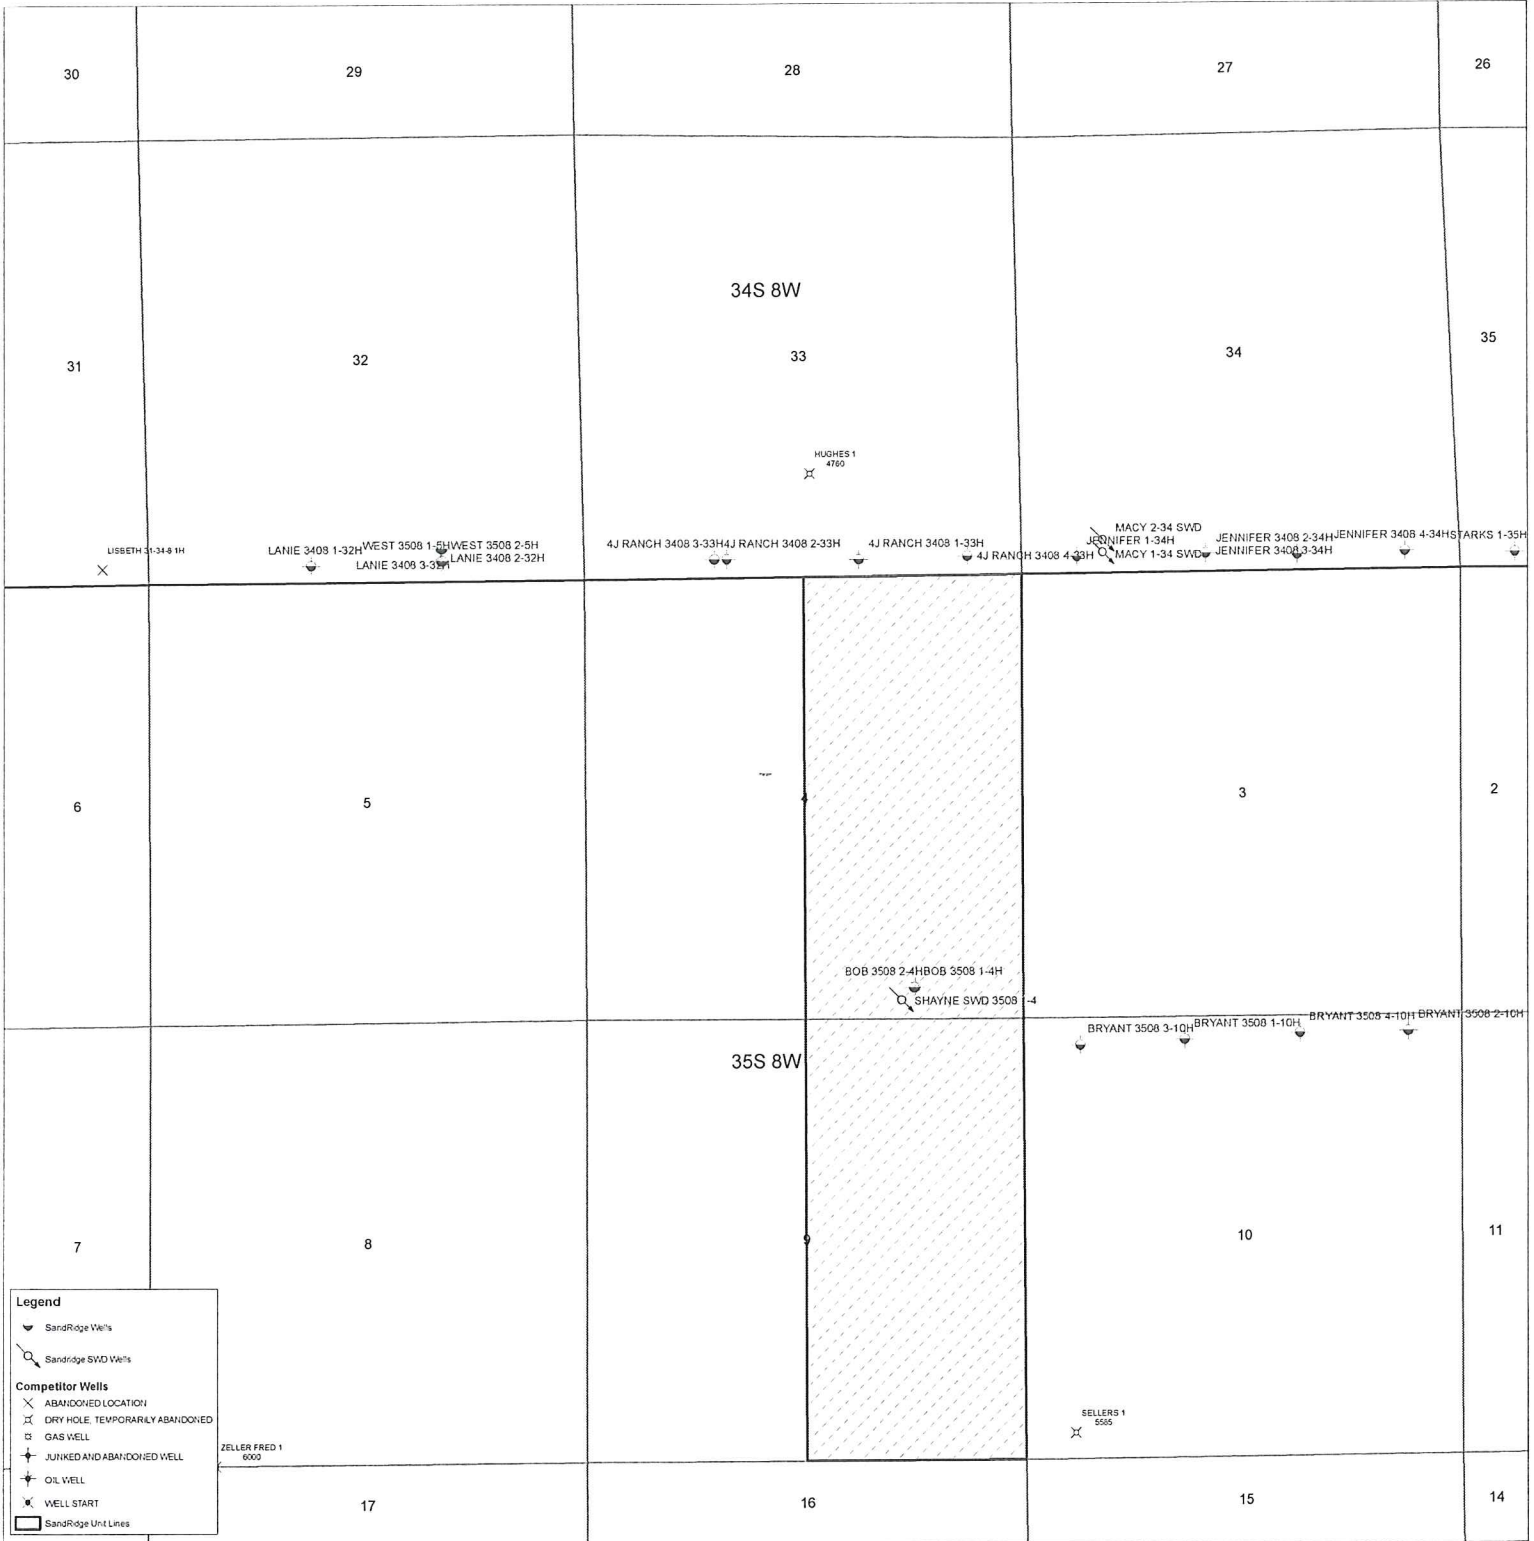 30
29
28
27
26
34S 8W
31
32
33
34
35
HUGHES 1
4760
LISBETH 31-34-8 1H
LANIE 3408 1-32H
WEST 3508 1-5H
WEST 3508 2-5H
LANIE 3408 3-32H
LANIE 3408 2-32H
4J RANCH 3408 3-33H
4J RANCH 3408 2-33H
4J RANCH 3408 1-33H
4J RANCH 3408 4-33H
MACY 2-34 SWD
JENNIFER 1-34H
MACY 1-34 SWD
JENNIFER 3408 2-34H
JENNIFER 3408 3-34H
JENNIFER 3408 4-34H
STARKS 1-35H
6
5
4
3
2
BOB 3508 2-4H
BOB 3508 1-4H
SHAYNE SWD 3508 1-4
BRYANT 3508 3-10H
BRYANT 3508 1-10H
BRYANT 3508 4-10H
BRYANT 3508 2-10H
35S 8W
7
8
9
10
11
SELLERS 1
5585
ZELLER FRED 1
6000
17
16
15
14
Legend
SandRidge Wells
Sandridge SWD Wells
Competitor Wells
ABANDONED LOCATION
DRY HOLE, TEMPORARILY ABANDONED
GAS WELL
JUNKED AND ABANDONED WELL
OIL WELL
WELL START
SandRidge Unit Lines